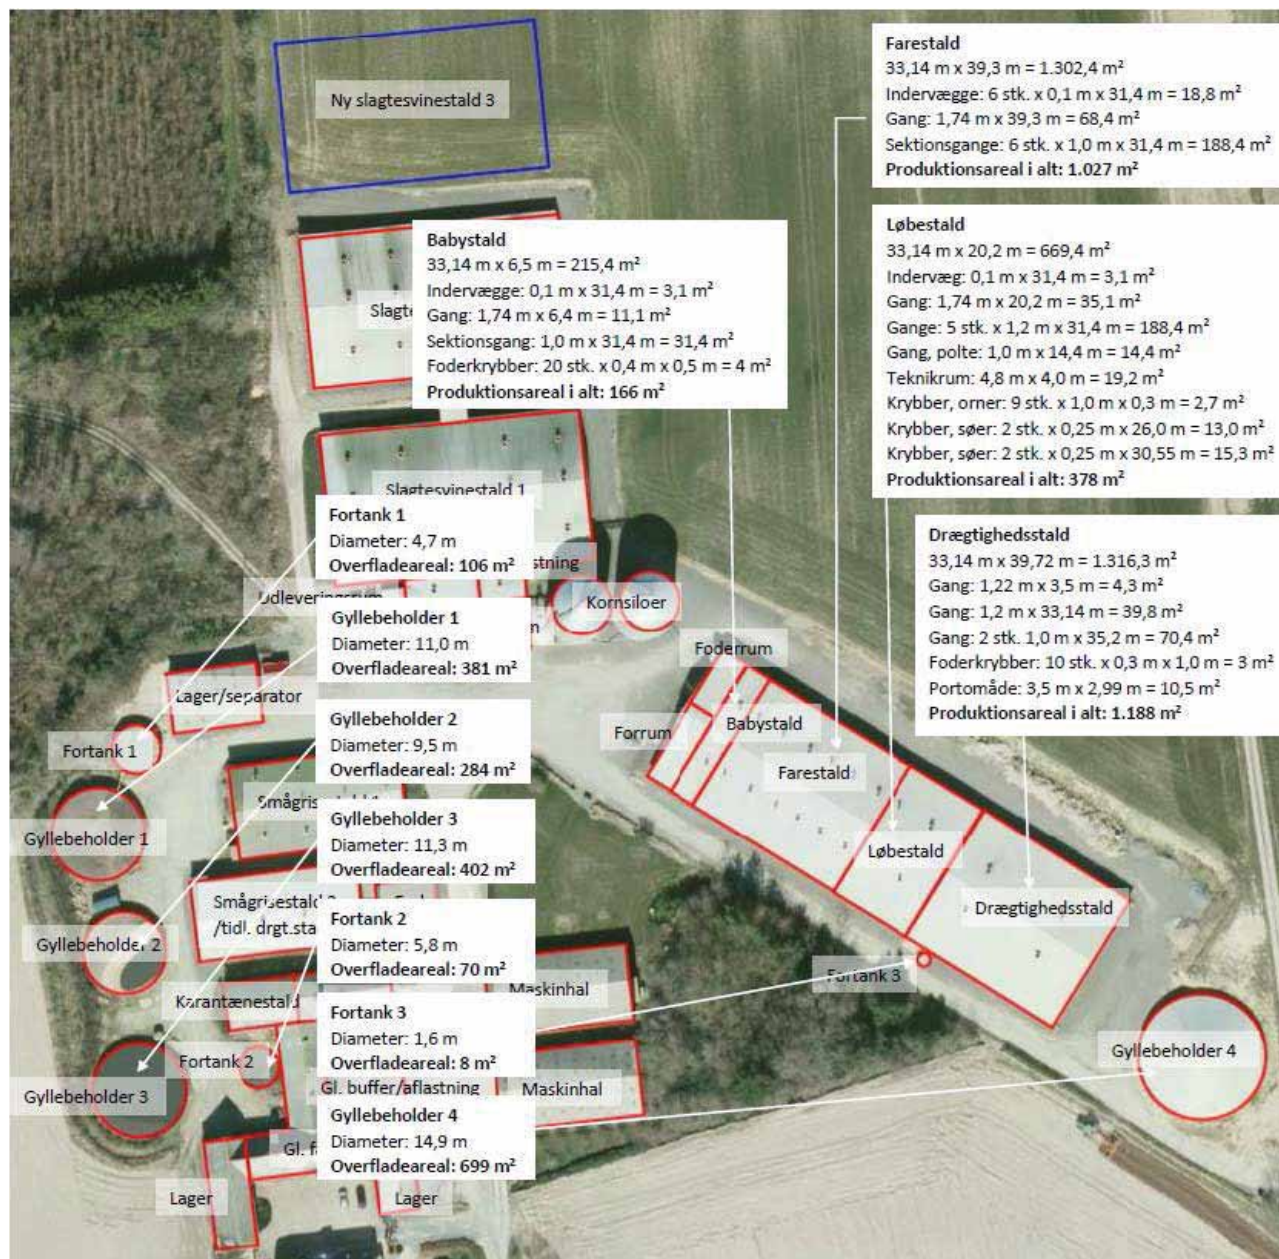 Ny slagtesvinestald 3
Farestald
33,14 m x 39,3 m = 1.302,4 m²
Indervægge: 6 stk. x 0,1 m x 31,4 m = 18,8 m²
Gang: 1,74 m x 39,3 m = 68,4 m²
Sektionsgange: 6 stk. x 1,0 m x 31,4 m = 188,4 m²
Produktionsareal i alt: 1.027 m²
Løbestald
33,14 m x 20,2 m = 669,4 m²
Indervæg: 0,1 m x 31,4 m = 3,1 m²
Gang: 1,74 m x 20,2 m = 35,1 m²
Gange: 5 stk. x 1,2 m x 31,4 m = 188,4 m²
Gang, polte: 1,0 m x 14,4 m = 14,4 m²
Teknikrum: 4,8 m x 4,0 m = 19,2 m²
Krybber, orner: 9 stk. x 1,0 m x 0,3 m = 2,7 m²
Krybber, søer: 2 stk. x 0,25 m x 26,0 m = 13,0 m²
Krybber, søer: 2 stk. x 0,25 m x 30,55 m = 15,3 m²
Produktionsareal i alt: 378 m²
Babystald
33,14 m x 6,5 m = 215,4 m²
Indervægge: 0,1 m x 31,4 m = 3,1 m²
Gang: 1,74 m x 6,4 m = 11,1 m²
Sektionsgang: 1,0 m x 31,4 m = 31,4 m²
Foderkrybber: 20 stk. x 0,4 m x 0,5 m = 4 m²
Produktionsareal i alt: 166 m²
Drægtighedsstald
33,14 m x 39,72 m = 1.316,3 m²
Gang: 1,22 m x 3,5 m = 4,3 m²
Gang: 1,2 m x 33,14 m = 39,8 m²
Gang: 2 stk. 1,0 m x 35,2 m = 70,4 m²
Foderkrybber: 10 stk. x 0,3 m x 1,0 m = 3 m²
Portomåde: 3,5 m x 2,99 m = 10,5 m²
Produktionsareal i alt: 1.188 m²
Slagtesvinestald 1
Fortank 1
Diameter: 4,7 m
Overfladeareal: 106 m²
Udleveringsrum
Kornsiloer
Gyllebeholder 1
Diameter: 11,0 m
Overfladeareal: 381 m²
Foderrum
Lager/separator
Gyllebeholder 2
Diameter: 9,5 m
Overfladeareal: 284 m²
Forrum
Babystald
Farestald
Fortank 1
Gyllebeholder 1
Gyllebeholder 3
Diameter: 11,3 m
Overfladeareal: 402 m²
Løbestald
Drægtighedsstald
/tidl. drgt.sta
Fortank 2
Diameter: 5,8 m
Overfladeareal: 70 m²
Gyllebeholder 2
Fortank 3
Karantænestald
Maskinhal
Fortank 3
Diameter: 1,6 m
Overfladeareal: 8 m²
Fortank 2
Gyllebeholder 4
Gyllebeholder 3
Gl. buffer/aflastning
Maskinhal
Gyllebeholder 4
Diameter: 14,9 m
Overfladeareal: 699 m²
Lager
Lager